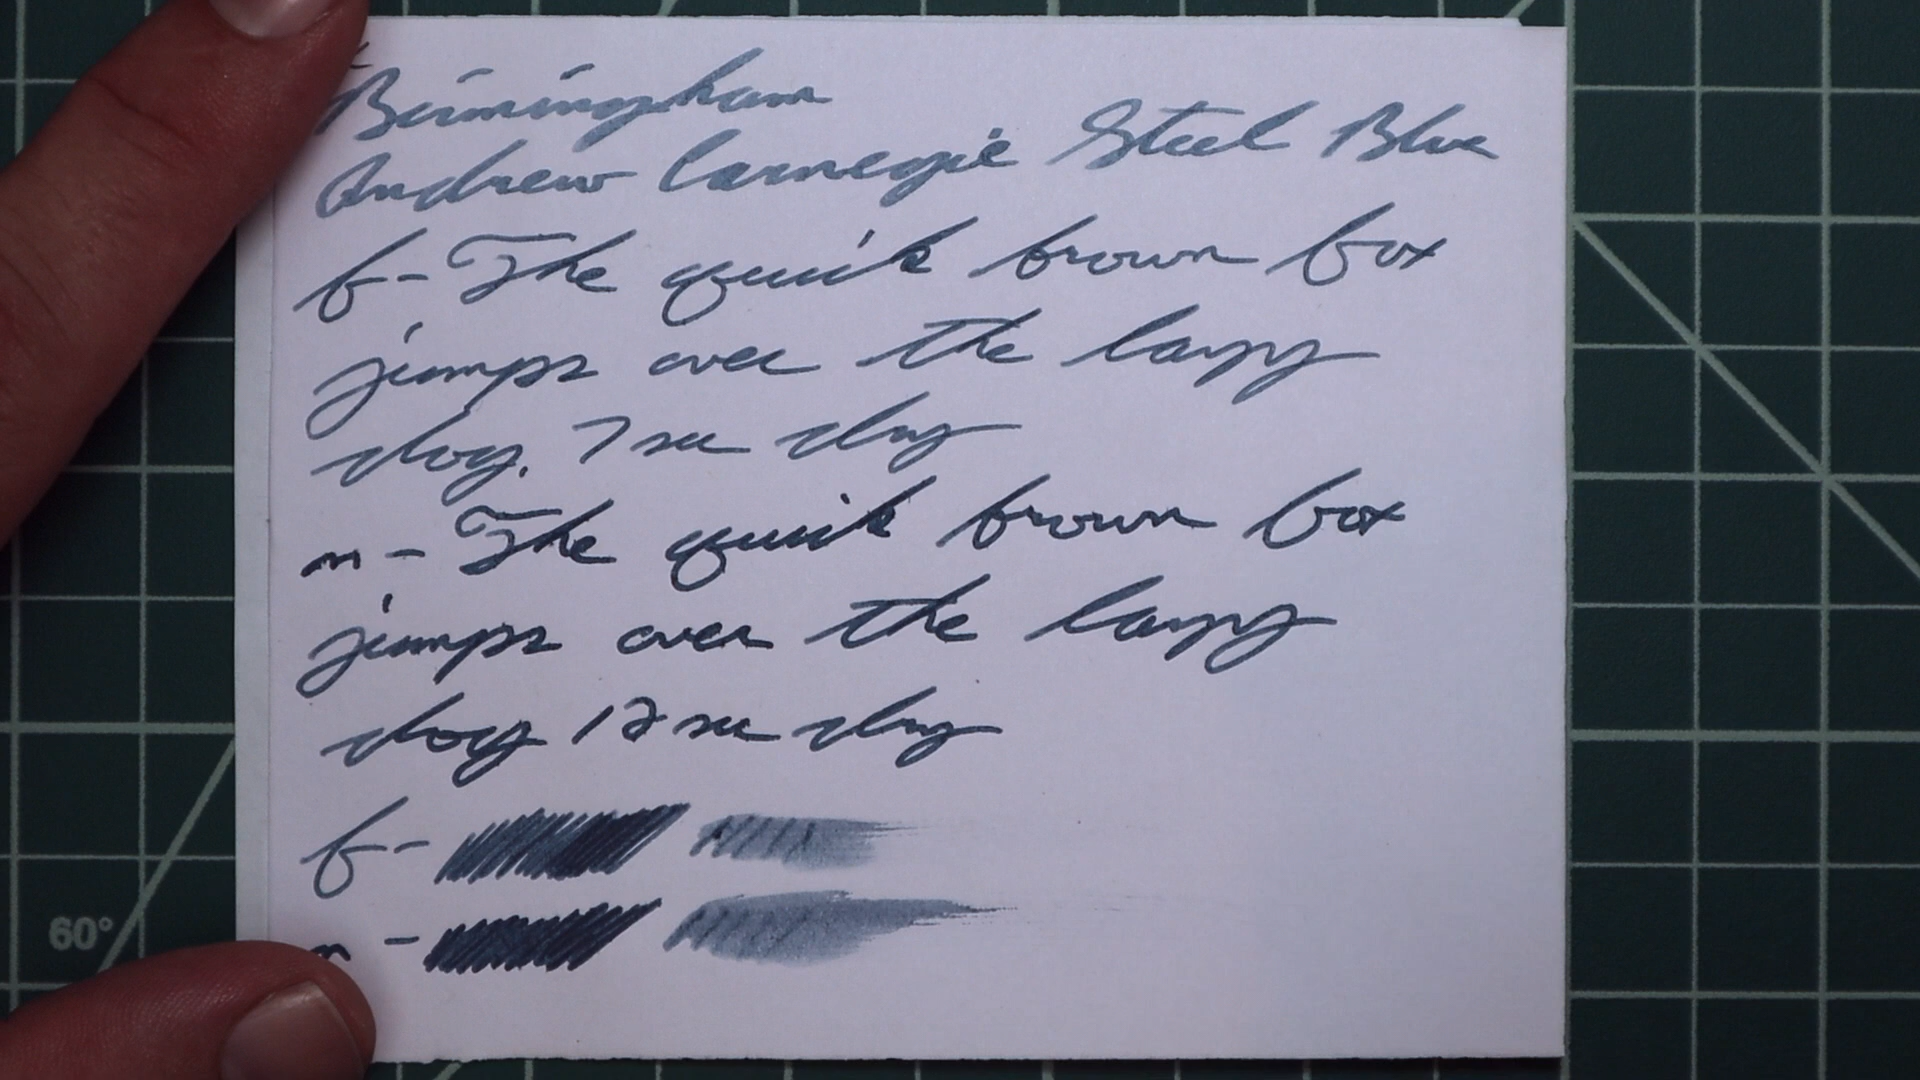 Birmingham
Andrew Carnegie Steel Blue
f - The quick brown fox
jumps over the lazy
dog. 7 sec dry
m - The quick brown fox
jumps over the lazy
dog 12 sec dry
f -
m -
60°